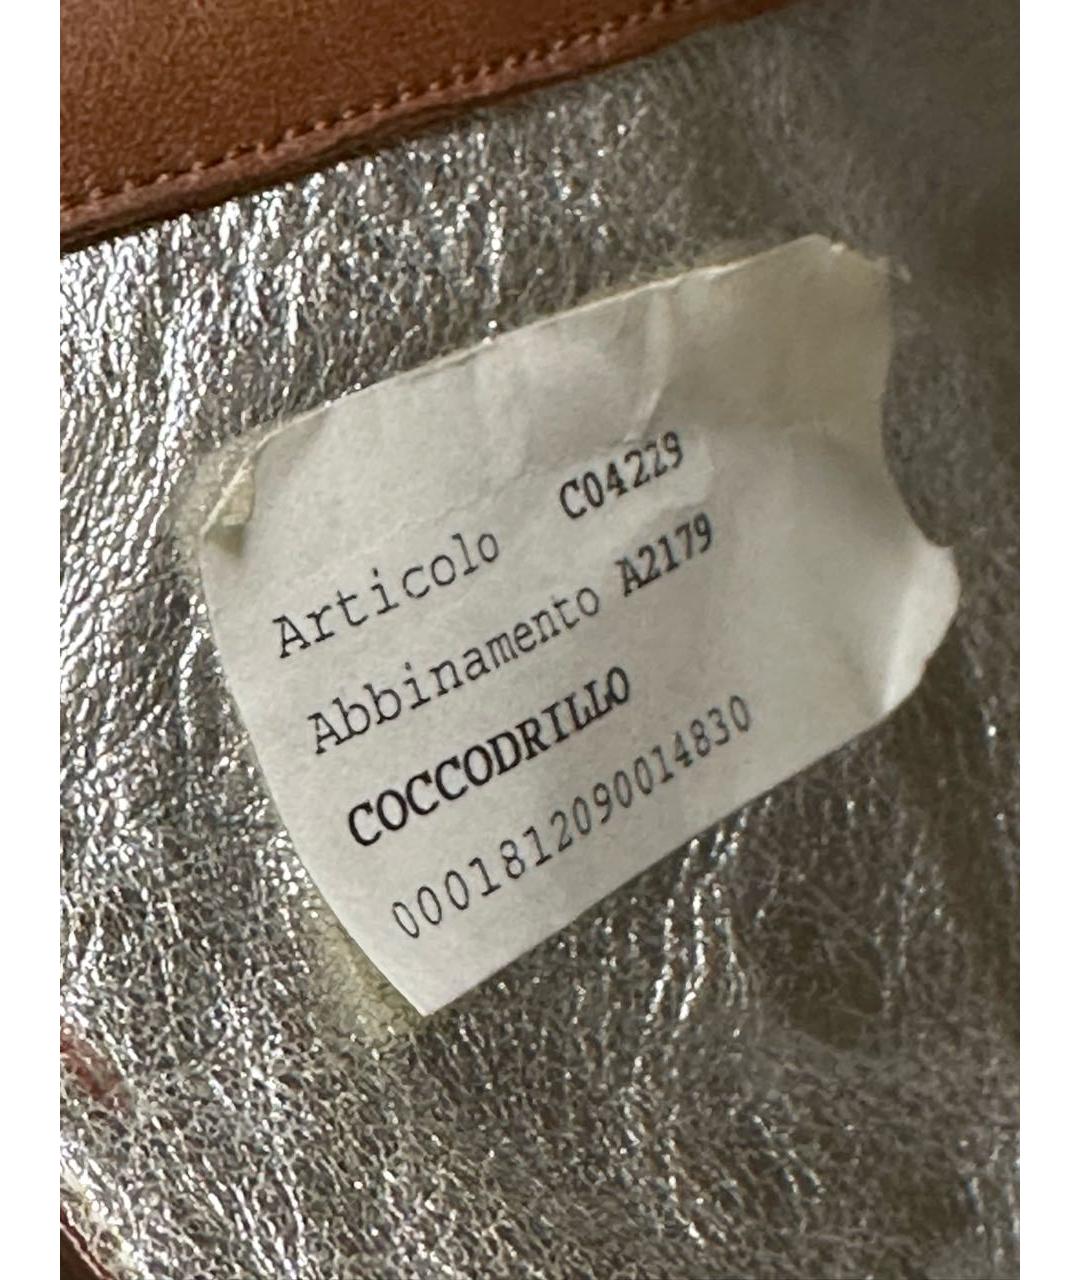 Articolo C04229
Abbinamento A2179
COCCODRILLO
0001812090014830